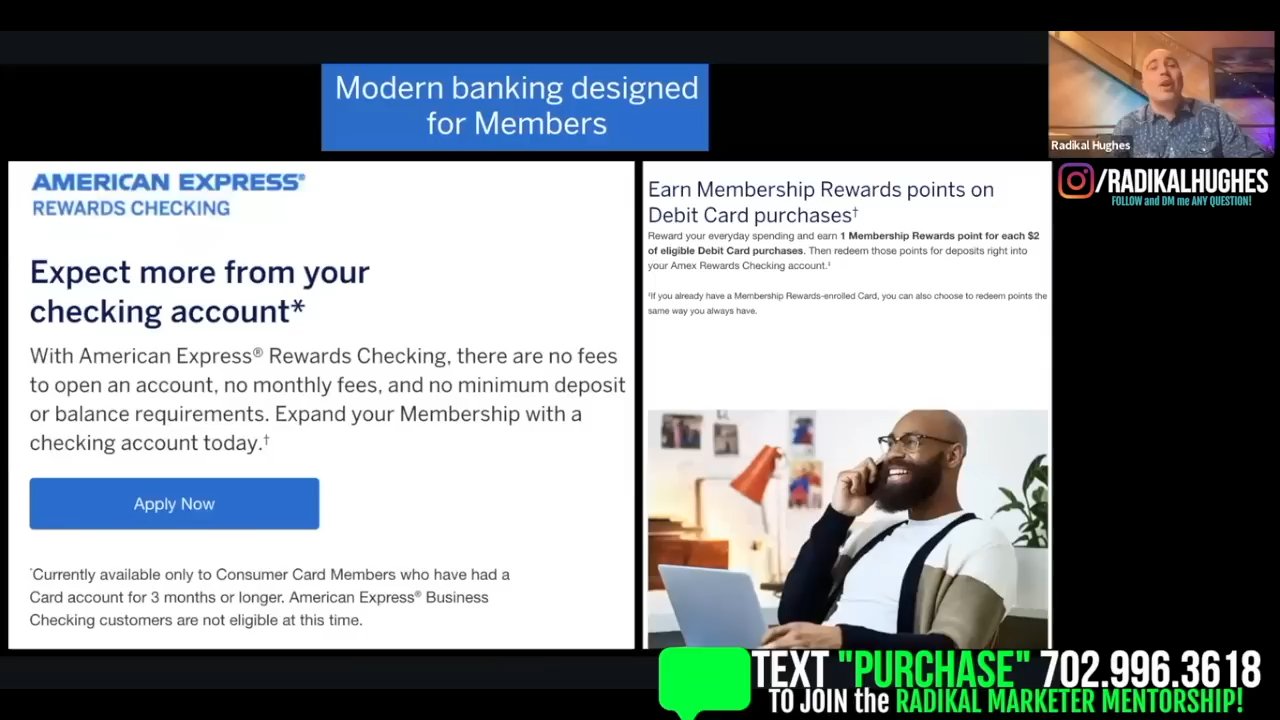 Modern banking designed
for Members
Radikal Hughes
/RADIKALHUGHES
FOLLOW and DM me ANY QUESTION!
AMERICAN EXPRESS®
REWARDS CHECKING
Expect more from your
checking account*
With American Express® Rewards Checking, there are no fees
to open an account, no monthly fees, and no minimum deposit
or balance requirements. Expand your Membership with a
checking account today.†
Apply Now
*Currently available only to Consumer Card Members who have had a
Card account for 3 months or longer. American Express® Business
Checking customers are not eligible at this time.
Earn Membership Rewards points on
Debit Card purchases†
Reward your everyday spending and earn 1 Membership Rewards point for each $2
of eligible Debit Card purchases. Then redeem those points for deposits right into
your Amex Rewards Checking account.‡
‡If you already have a Membership Rewards-enrolled Card, you can also choose to redeem points the
same way you always have.
TEXT "PURCHASE" 702.996.3618
TO JOIN the RADIKAL MARKETER MENTORSHIP!